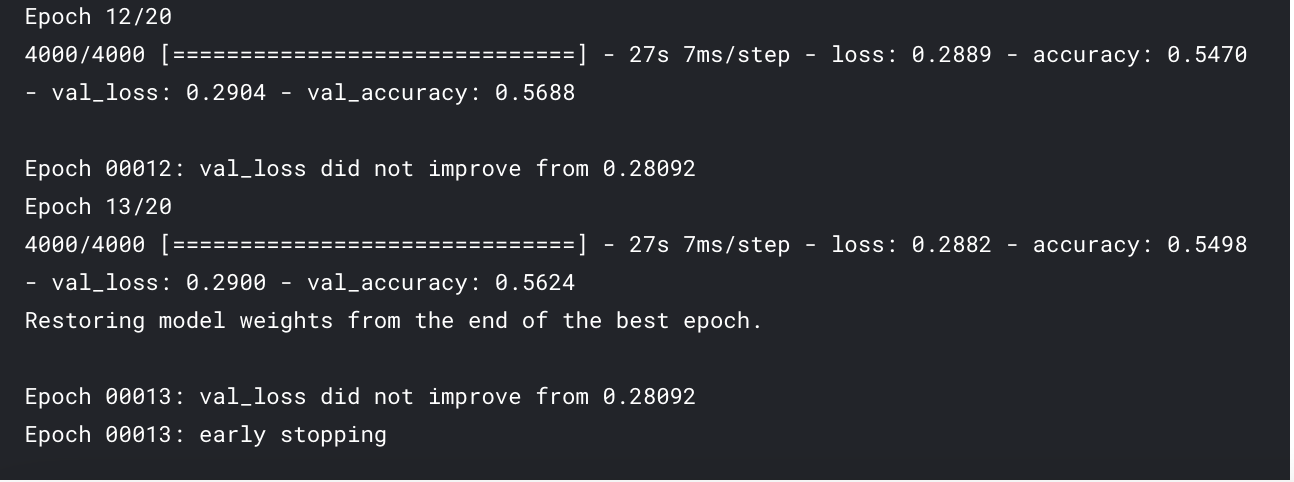 Epoch 12/20
4000/4000 [==============================] - 27s 7ms/step - loss: 0.2889 - accuracy: 0.5470
- val_loss: 0.2904 - val_accuracy: 0.5688
Epoch 00012: val_loss did not improve from 0.28092
Epoch 13/20
4000/4000 [==============================] - 27s 7ms/step - loss: 0.2882 - accuracy: 0.5498
- val_loss: 0.2900 - val_accuracy: 0.5624
Restoring model weights from the end of the best epoch.
Epoch 00013: val_loss did not improve from 0.28092
Epoch 00013: early stopping